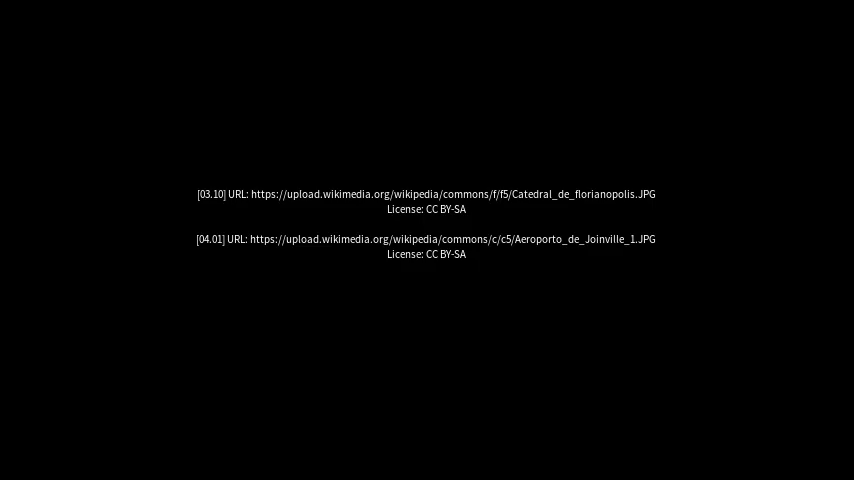 [03.10] URL: https://upload.wikimedia.org/wikipedia/commons/f/f5/Catedral_de_florianopolis.JPG
License: CC BY-SA
[04.01] URL: https://upload.wikimedia.org/wikipedia/commons/c/c5/Aeroporto_de_Joinville_1.JPG
License: CC BY-SA